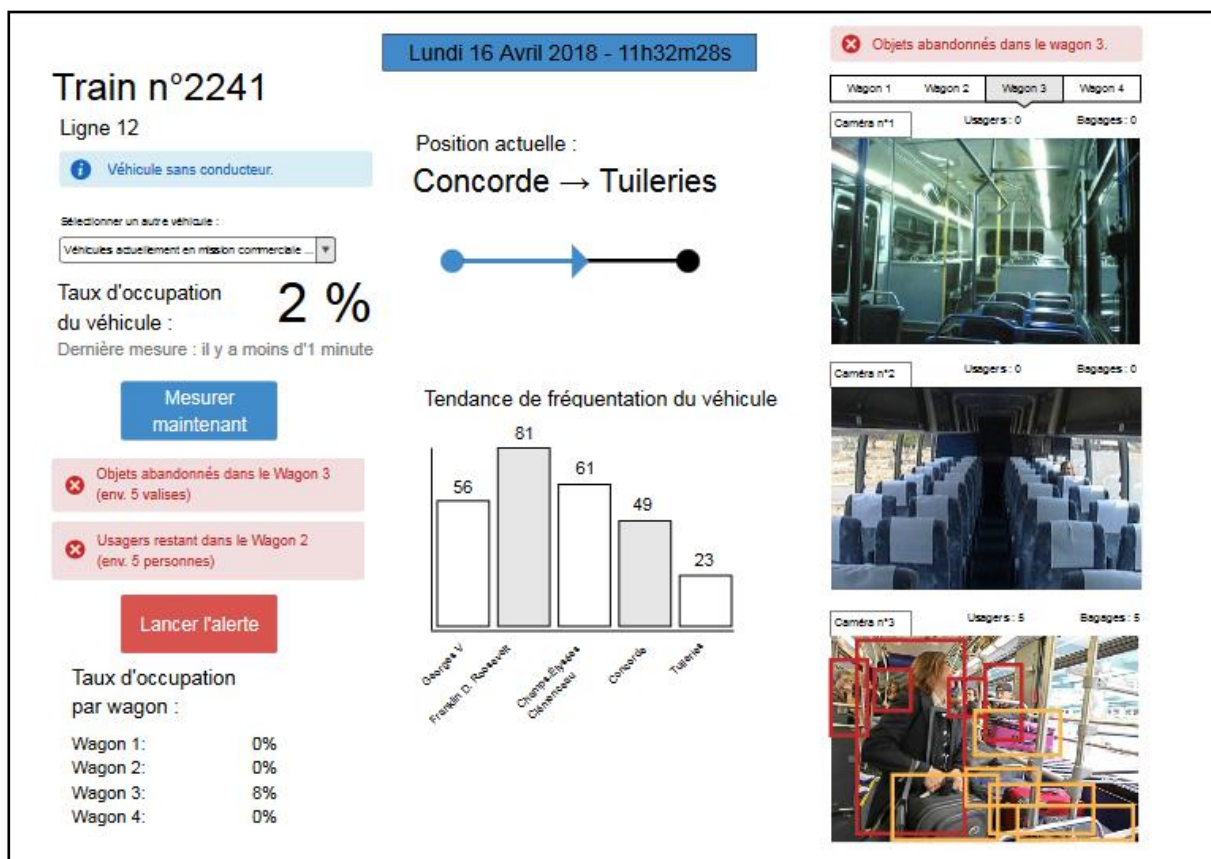 Lundi 16 Avril 2018 - 11h32m28s
Train n°2241
Ligne 12
Véhicule sans conducteur.
Sélectionner un autre véhicule :
Véhicules actuellement en mission commerciale ...
Taux d'occupation
du véhicule :
2 %
Dernière mesure : il y a moins d'1 minute
Mesurer
maintenant
Objets abandonnés dans le Wagon 3
(env. 5 valises)
Usagers restant dans le Wagon 2
(env. 5 personnes)
Lancer l'alerte
Taux d'occupation
par wagon :
Wagon 1: 0%
Wagon 2: 0%
Wagon 3: 8%
Wagon 4: 0%
Position actuelle :
Concorde → Tuileries
Tendance de fréquentation du véhicule
56
81
61
49
23
Georges V
Franklin D. Roosevolt
Champs-Élysées
Clémenceau
Concorde
Tuileries
Objets abandonnés dans le wagon 3.
Wagon 1 Wagon 2 Wagon 3 Wagon 4
Caméra n°1 Usagers : 0 Bagages : 0
Caméra n°2 Usagers : 0 Bagages : 0
Caméra n°3 Usagers : 5 Bagages : 5